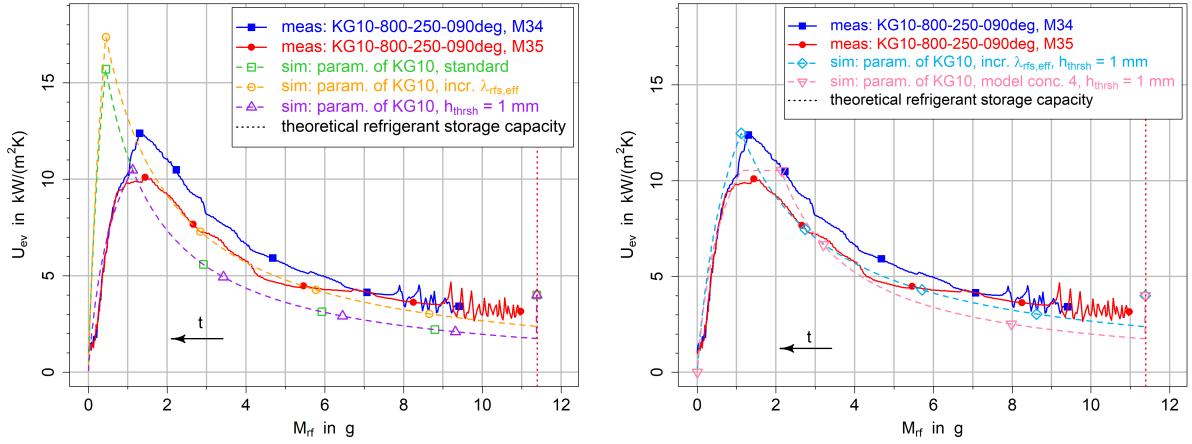 meas: KG10-800-250-090deg, M34
meas: KG10-800-250-090deg, M35
sim: param. of KG10, standard
sim: param. of KG10, incr. λrfs,eff
sim: param. of KG10, hthrsh = 1 mm
theoretical refrigerant storage capacity
Uev in kW/(m²K)
15
10
5
0
t
0 2 4 6 8 10 12
Mrf in g
meas: KG10-800-250-090deg, M34
meas: KG10-800-250-090deg, M35
sim: param. of KG10, incr. λrfs,eff, hthrsh = 1 mm
sim: param. of KG10, model conc. 4, hthrsh = 1 mm
theoretical refrigerant storage capacity
Uev in kW/(m²K)
15
10
5
0
t
0 2 4 6 8 10 12
Mrf in g